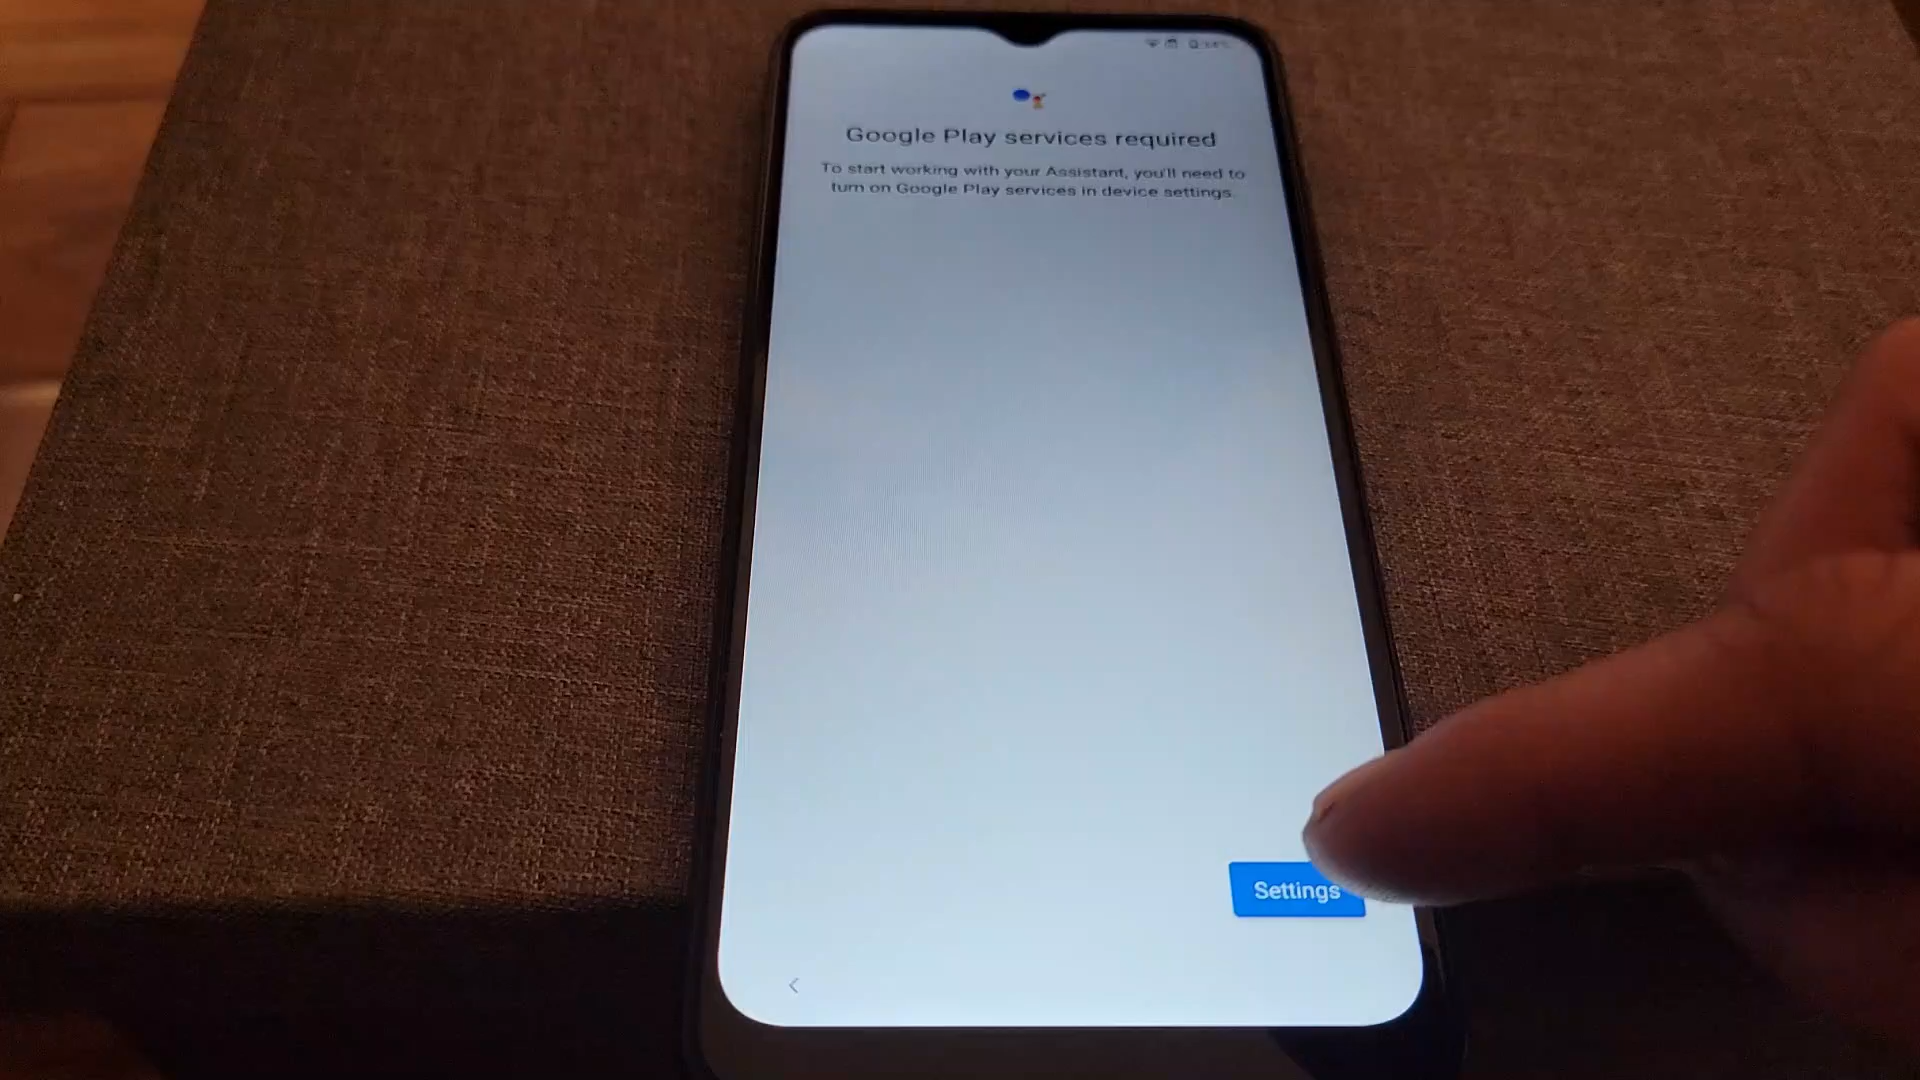 Google Play services required
To start working with your Assistant, you'll need to
turn on Google Play services in device settings.
Settings